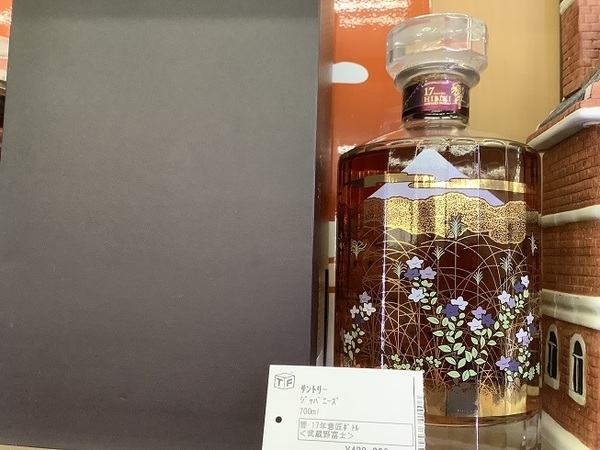 17
HIBIKI
TF
サントリー
ジャパニーズ
700ml
響 17年意匠ボトル
<武蔵野富士>